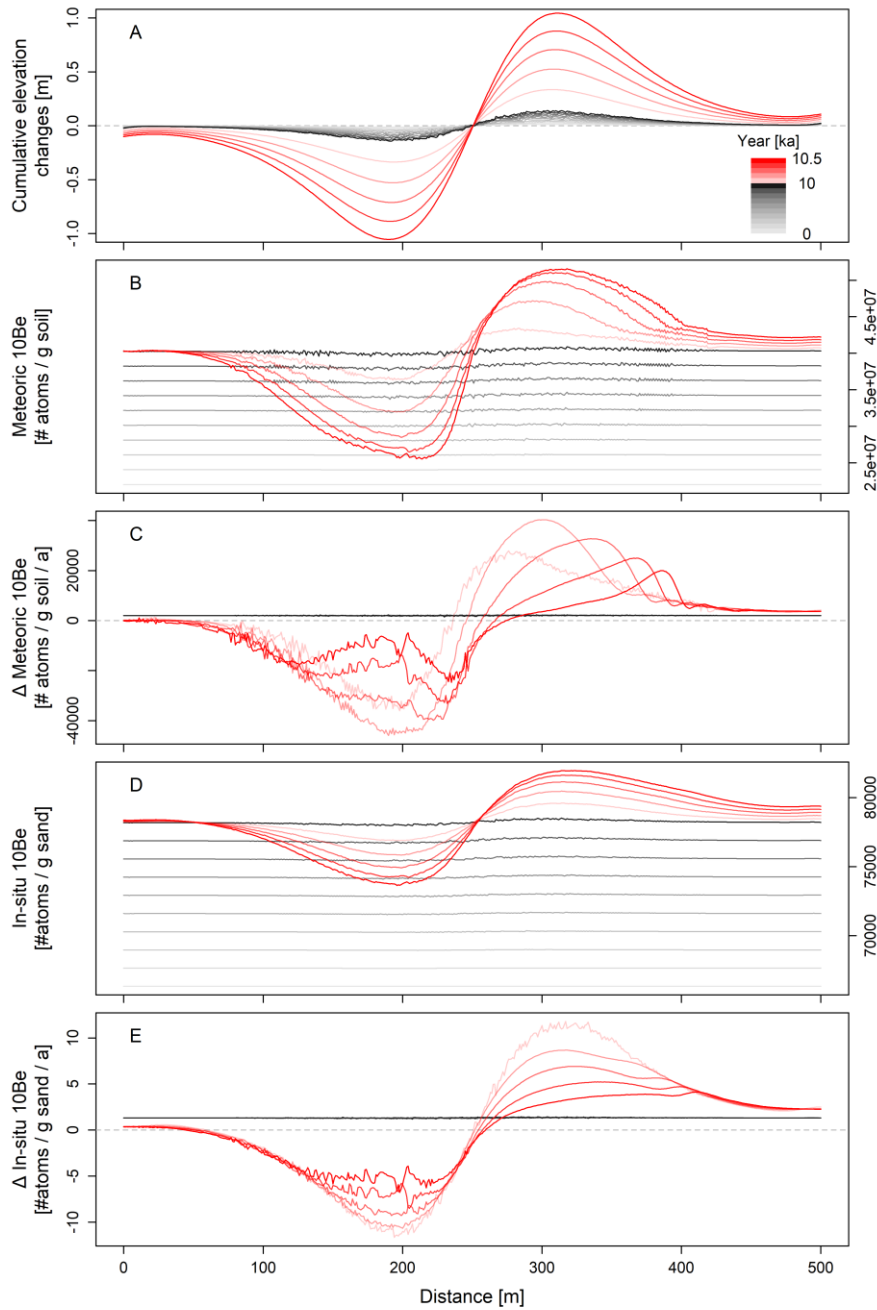 A
Cumulative elevation
changes [m]
1.0
0.5
0.0
-0.5
-1.0
Year [ka]
10.5
10
0
B
Meteoric 10Be
[# atoms / g soil]
4.5e+07
3.5e+07
2.5e+07
C
Δ Meteoric 10Be
[# atoms / g soil / a]
20000
0
-40000
D
In-situ 10Be
[#atoms / g sand]
80000
75000
70000
E
Δ In-situ 10Be
[#atoms / g sand / a]
10
5
0
-5
-10
0 100 200 300 400 500
Distance [m]